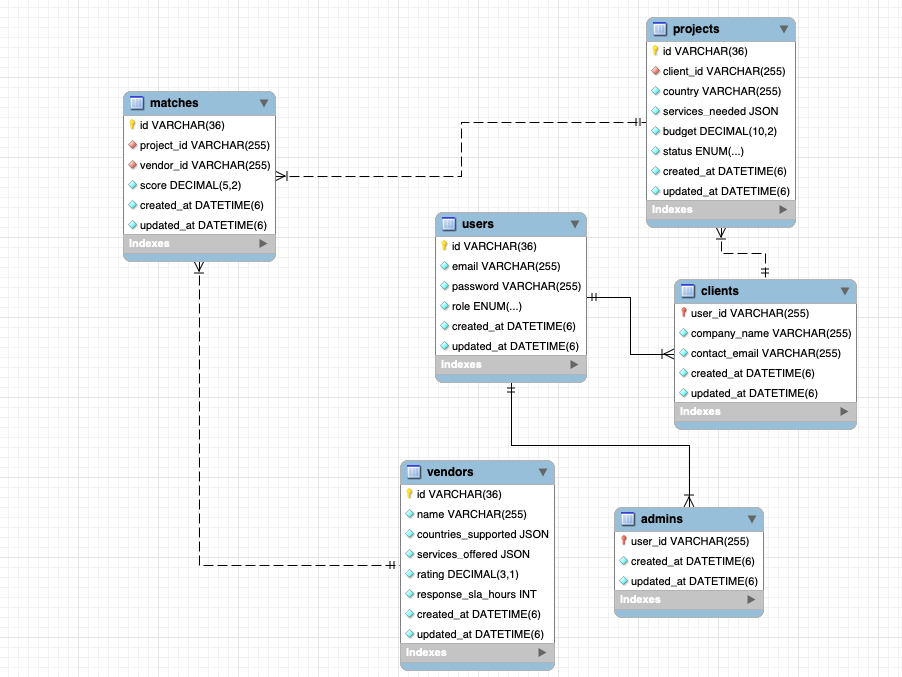 projects
id VARCHAR(36)
client_id VARCHAR(255)
country VARCHAR(255)
services_needed JSON
budget DECIMAL(10,2)
status ENUM(...)
created_at DATETIME(6)
updated_at DATETIME(6)
Indexes
matches
id VARCHAR(36)
project_id VARCHAR(255)
vendor_id VARCHAR(255)
score DECIMAL(5,2)
created_at DATETIME(6)
updated_at DATETIME(6)
Indexes
users
id VARCHAR(36)
email VARCHAR(255)
password VARCHAR(255)
role ENUM(...)
created_at DATETIME(6)
updated_at DATETIME(6)
Indexes
clients
user_id VARCHAR(255)
company_name VARCHAR(255)
contact_email VARCHAR(255)
created_at DATETIME(6)
updated_at DATETIME(6)
Indexes
vendors
id VARCHAR(36)
name VARCHAR(255)
countries_supported JSON
services_offered JSON
rating DECIMAL(3,1)
response_sla_hours INT
created_at DATETIME(6)
updated_at DATETIME(6)
Indexes
admins
user_id VARCHAR(255)
created_at DATETIME(6)
updated_at DATETIME(6)
Indexes